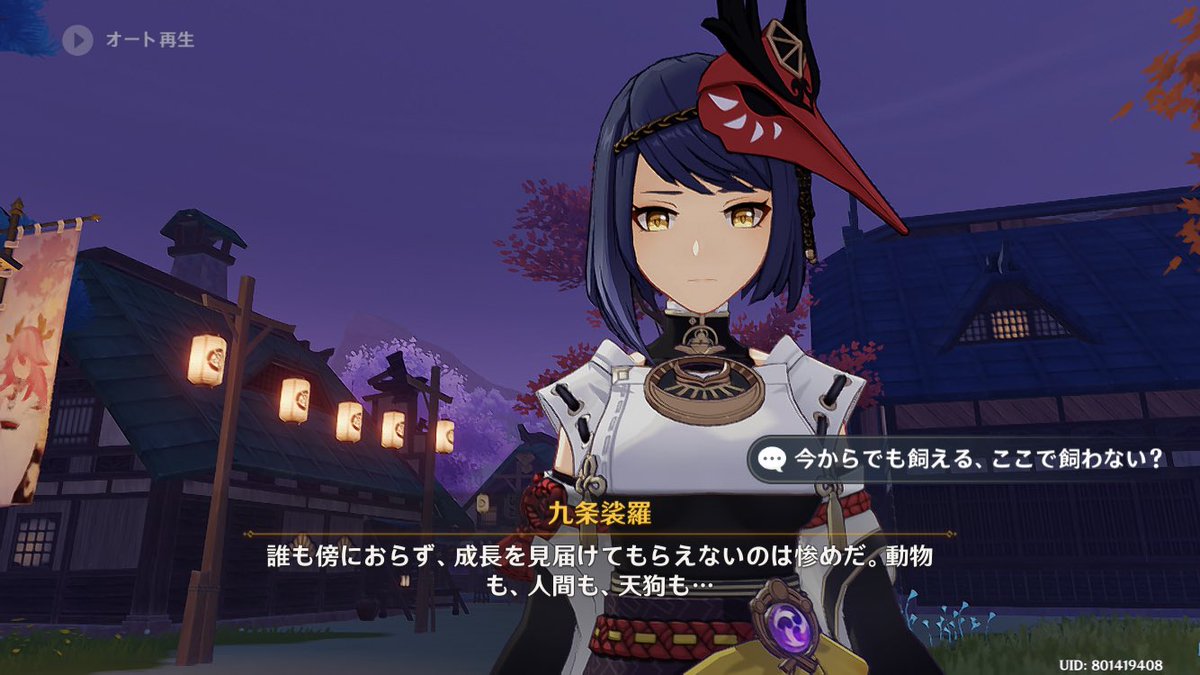 オート再生
今からでも飼える、ここで飼わない?
九条裟羅
誰も傍におらず、成長を見届けてもらえないのは惨めだ。動物
も、人間も、天狗も…
UID: 801419408